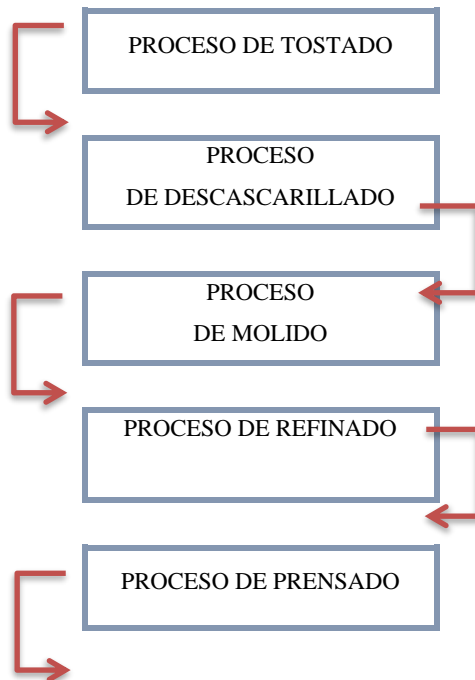 PROCESO DE TOSTADO
PROCESO
DE DESCASCARILLADO
PROCESO
DE MOLIDO
PROCESO DE REFINADO
PROCESO DE PRENSADO